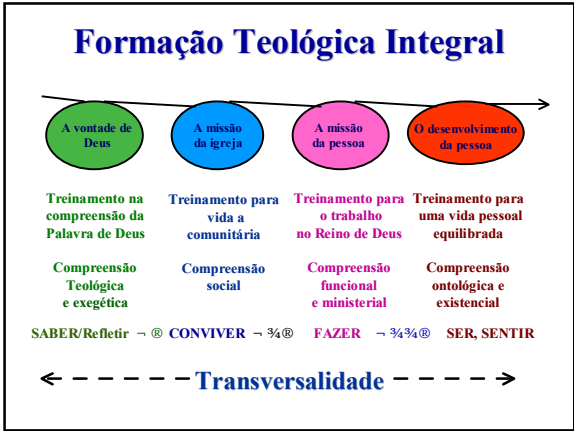 Formação Teológica Integral
A vontade de
Deus
A missão
da igreja
A missão
da pessoa
O desenvolvimento
da pessoa
Treinamento na
compreensão da
Palavra de Deus
Treinamento para
vida a
comunitária
Treinamento para
o trabalho
no Reino de Deus
Treinamento para
uma vida pessoal
equilibrada
Compreensão
Teológica
e exegética
Compreensão
social
Compreensão
funcional
e ministerial
Compreensão
ontológica e
existencial
SABER/Refletir ¬ ® CONVIVER ¬ ¾® FAZER ¬ ¾¾® SER, SENTIR
Transversalidade